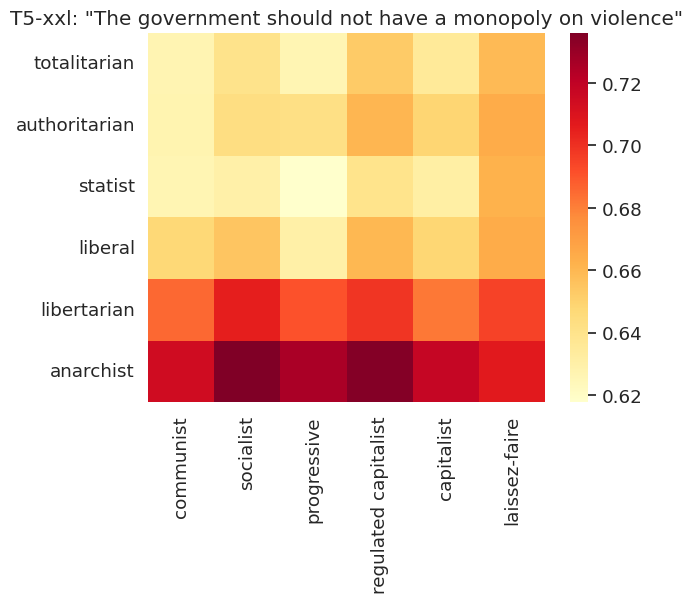 T5-xxl: "The government should not have a monopoly on violence"
totalitarian
authoritarian
statist
liberal
libertarian
anarchist
communist
socialist
progressive
regulated capitalist
capitalist
laissez-faire
0.72
0.70
0.68
0.66
0.64
0.62